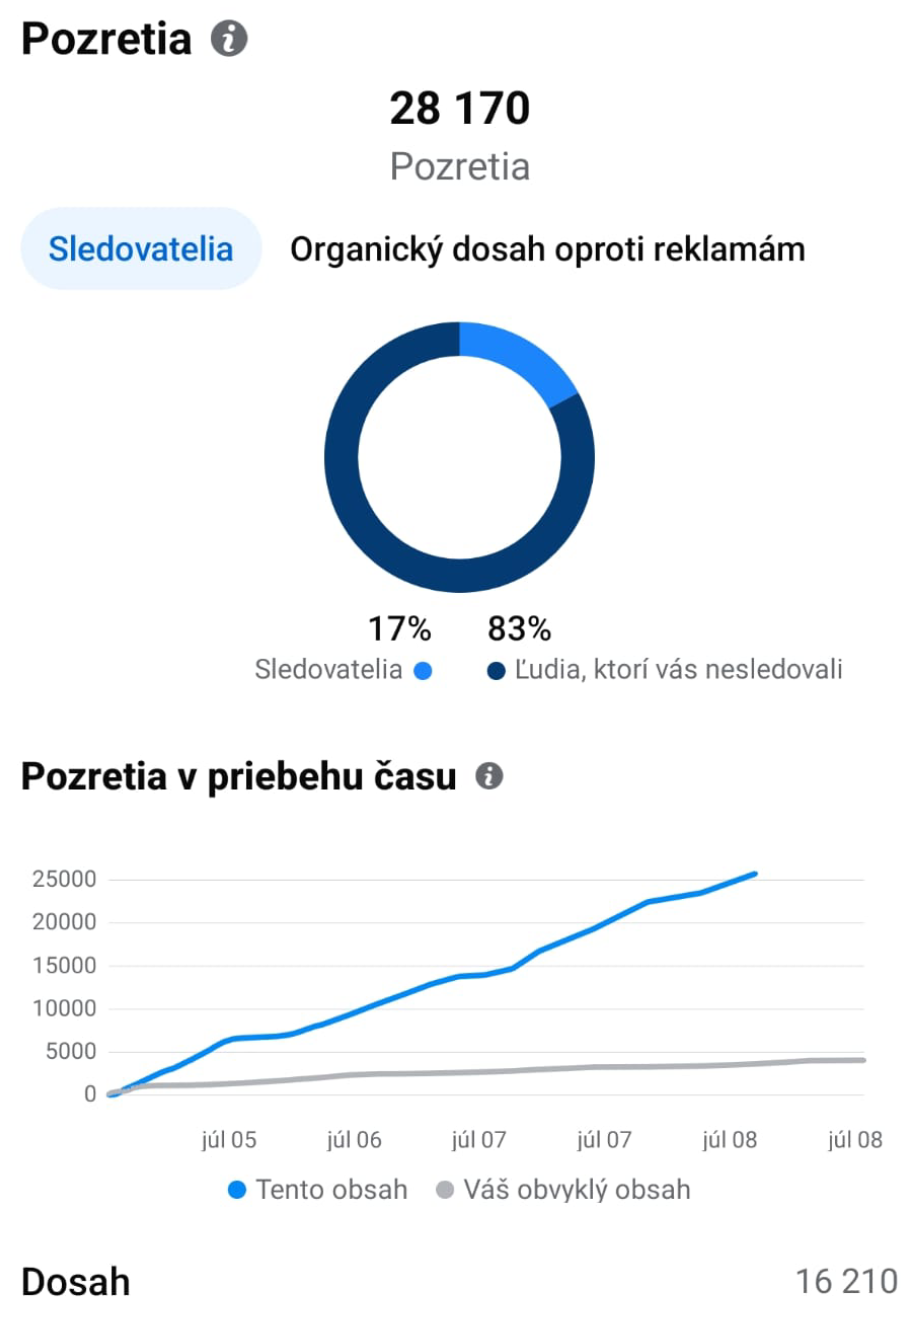 Pozretia
28 170
Pozretia
Sledovatelia Organický dosah oproti reklamám
17% 83%
Sledovatelia Ľudia, ktorí vás nesledovali
Pozretia v priebehu času
25000
20000
15000
10000
5000
0
júl 05 júl 06 júl 07 júl 07 júl 08 júl 08
Tento obsah Váš obvyklý obsah
Dosah 16 210